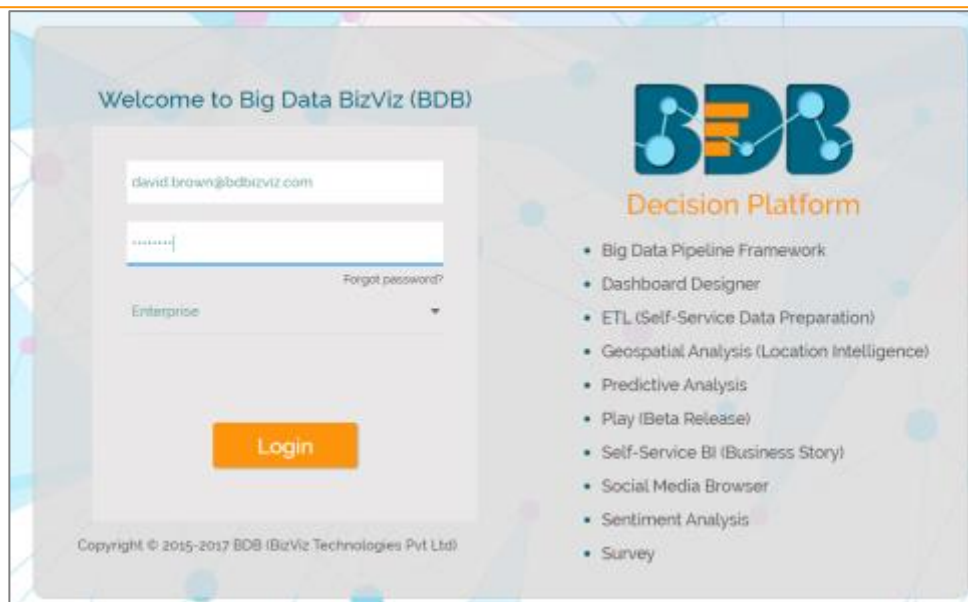 Welcome to Big Data BizViz (BDB)
david.brown@bdbizviz.com
········
Forgot password?
Enterprise
Login
Copyright © 2015-2017 BDB (BizViz Technologies Pvt Ltd)
BDB
Decision Platform
• Big Data Pipeline Framework
• Dashboard Designer
• ETL (Self-Service Data Preparation)
• Geospatial Analysis (Location Intelligence)
• Predictive Analysis
• Play (Beta Release)
• Self-Service BI (Business Story)
• Social Media Browser
• Sentiment Analysis
• Survey